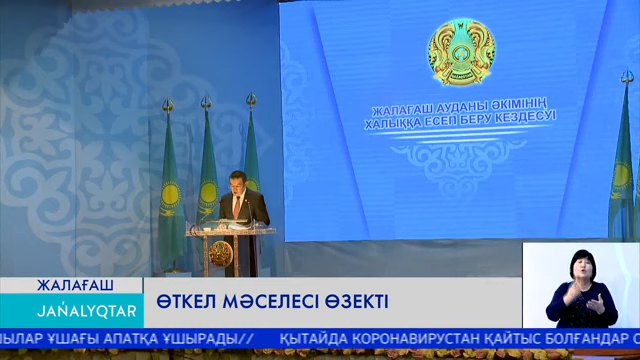 ЖАЛАҒАШ АУДАНЫ ӘКІМІНІҢ
ХАЛЫҚҚА ЕСЕП БЕРУ КЕЗДЕСУІ
ЖАЛАҒАШ
JAŃALYQTAR
ӨТКЕЛ МӘСЕЛЕСІ ӨЗЕКТІ
ШЫЛАР ҰШАҒЫ АПАТҚА ҰШЫРАДЫ// ҚЫТАЙДА КОРОНАВИРУСТАН ҚАЙТЫС БОЛҒАНДАР С